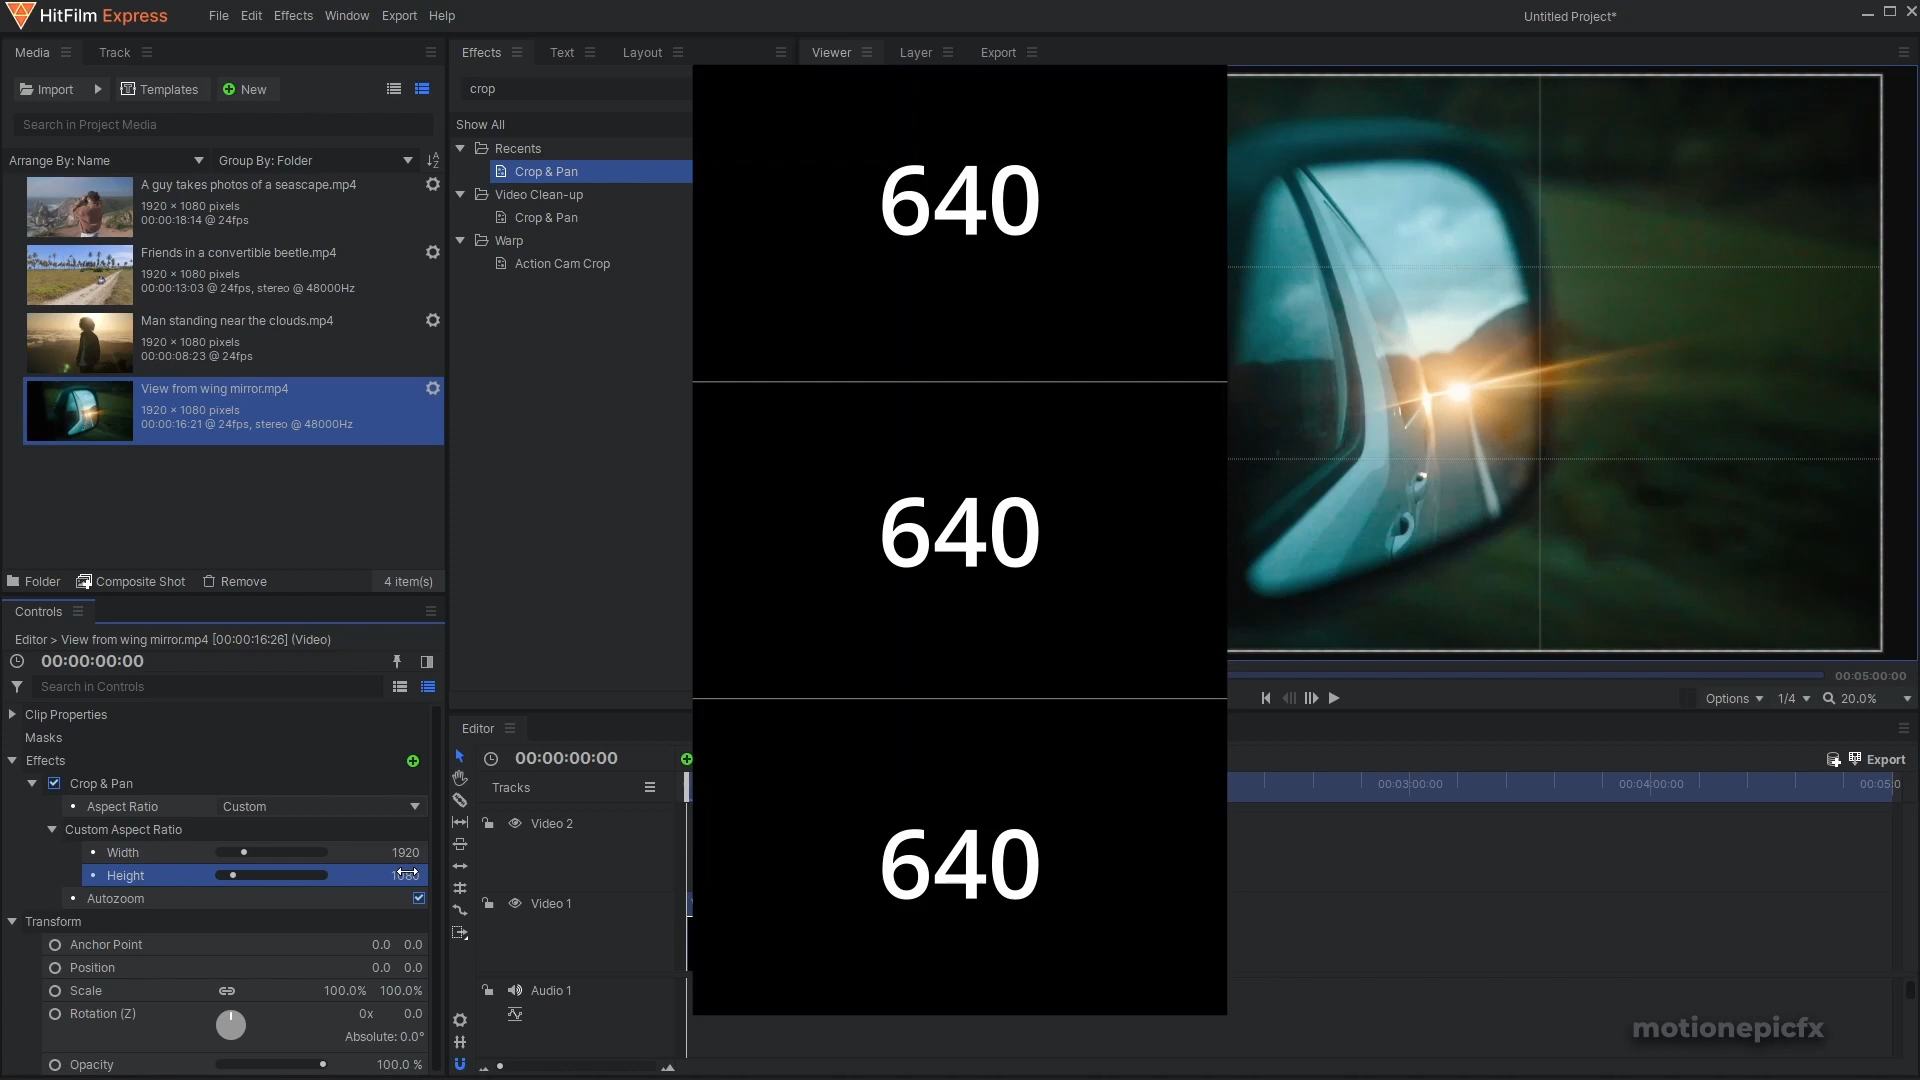 HitFilm Express
File Edit Effects Window Export Help
Untitled Project*
Media Track
Effects Text Layout
Viewer Layer Export
Import Templates New
crop
Search in Project Media
Show All
Arrange By: Name Group By: Folder
Recents
Crop & Pan
Video Clean-up
Crop & Pan
Warp
Action Cam Crop
A guy takes photos of a seascape.mp4
1920 × 1080 pixels
00:00:18:14 @ 24fps
Friends in a convertible beetle.mp4
1920 × 1080 pixels
00:00:13:03 @ 24fps, stereo @ 48000Hz
Man standing near the clouds.mp4
1920 × 1080 pixels
00:00:08:23 @ 24fps
View from wing mirror.mp4
1920 × 1080 pixels
00:00:16:21 @ 24fps, stereo @ 48000Hz
640
640
640
Folder Composite Shot Remove 4 item(s)
Controls
Editor > View from wing mirror.mp4 [00:00:16:26] (Video)
00:00:00:00
Search in Controls
Clip Properties
Masks
Effects
Crop & Pan
Aspect Ratio Custom
Custom Aspect Ratio
Width 1920
Height 1080
Autozoom
Transform
Anchor Point 0.0 0.0
Position 0.0 0.0
Scale 100.0% 100.0%
Rotation (Z) 0x 0.0
Absolute: 0.0°
Opacity 100.0 %
00:05:00:00
Options 1/4 20.0%
Editor
00:00:00:00
Export
Tracks
00:03:00:00 00:04:00:00 00:05:0
Video 2
Video 1
Audio 1
motionepicfx